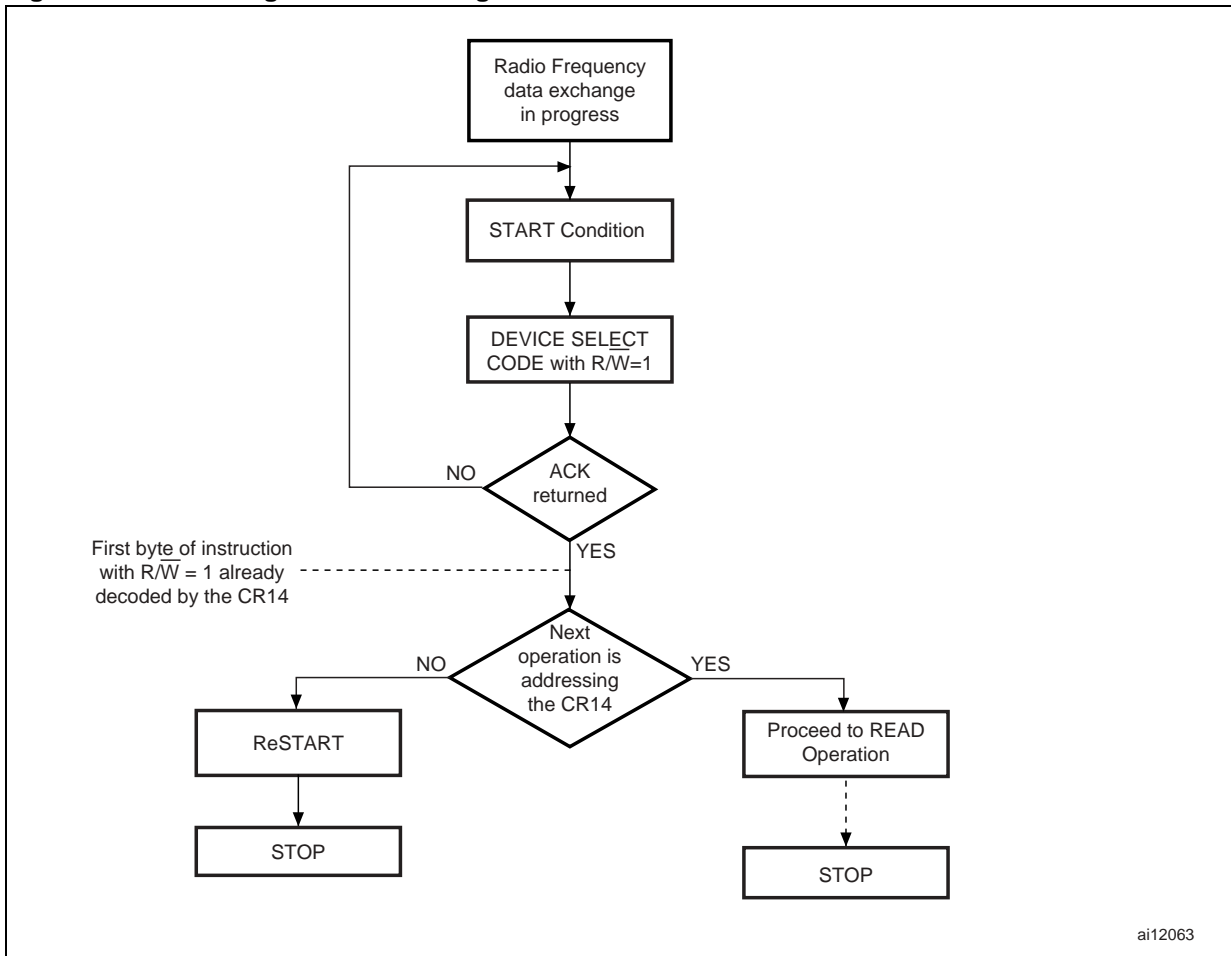 Radio Frequency
data exchange
in progress
START Condition
DEVICE SELECT
CODE with R/W̅=1
NO
ACK
returned
YES
First byte of instruction
with R/W̅ = 1 already
decoded by the CR14
Next
operation is
addressing
the CR14
NO
YES
ReSTART
Proceed to READ
Operation
STOP
STOP
ai12063